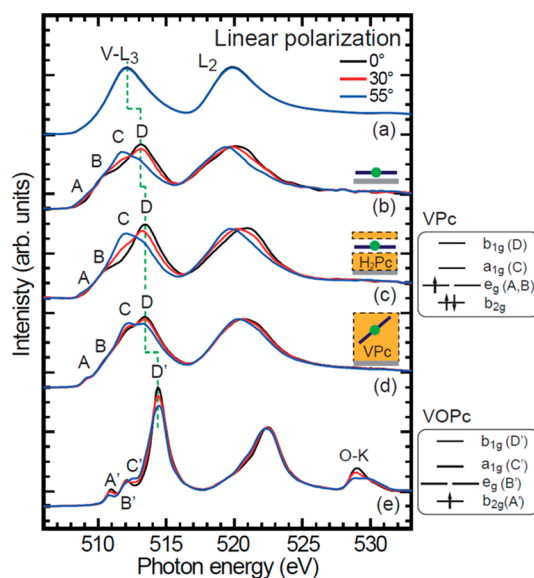 Linear polarization
V-L3
L2
0°
30°
55°
(a)
D
C
B
A
(b)
D
C
B
A
H2Pc
(c)
D
C
B
A
VPc
(d)
D'
C'
A'
B'
O-K
(e)
Intenisty (arb. units)
510 515 520 525 530
Photon energy (eV)
VPc
b1g (D)
a1g (C)
eg (A,B)
b2g
VOPc
b1g (D')
a1g (C')
eg (B')
b2g(A')